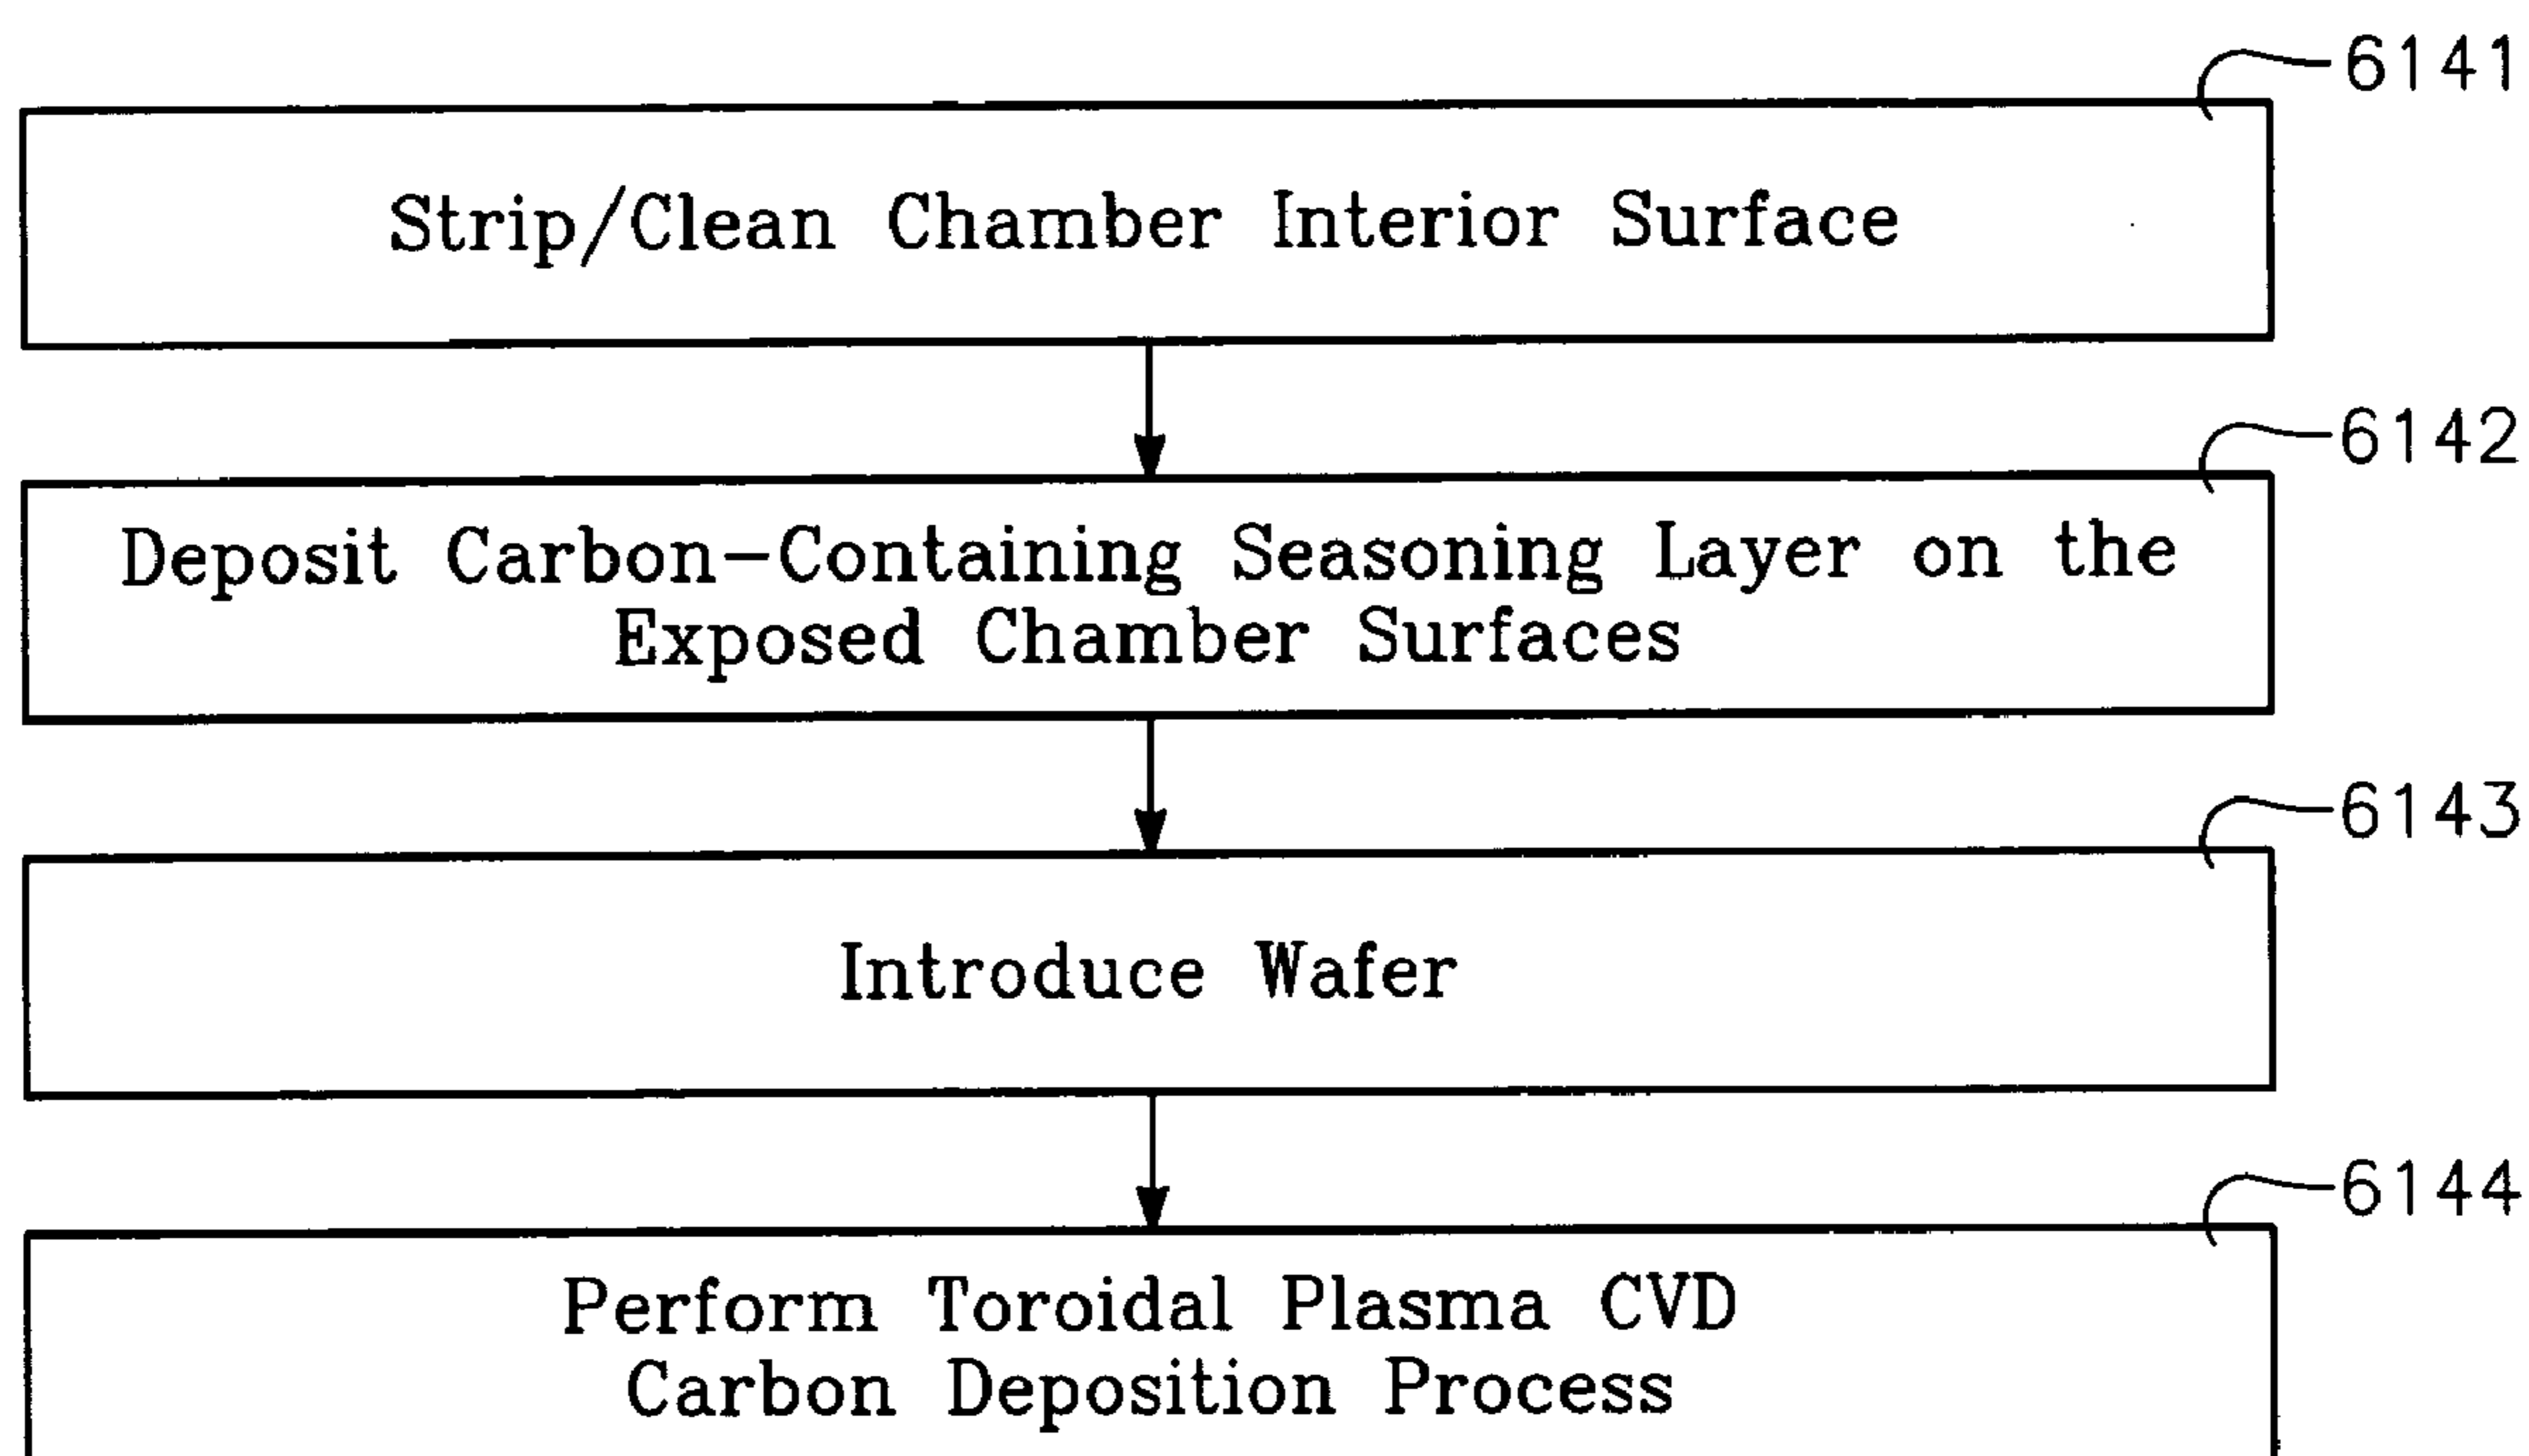 6141
Strip/Clean Chamber Interior Surface
6142
Deposit Carbon-Containing Seasoning Layer on the
Exposed Chamber Surfaces
6143
Introduce Wafer
6144
Perform Toroidal Plasma CVD
Carbon Deposition Process